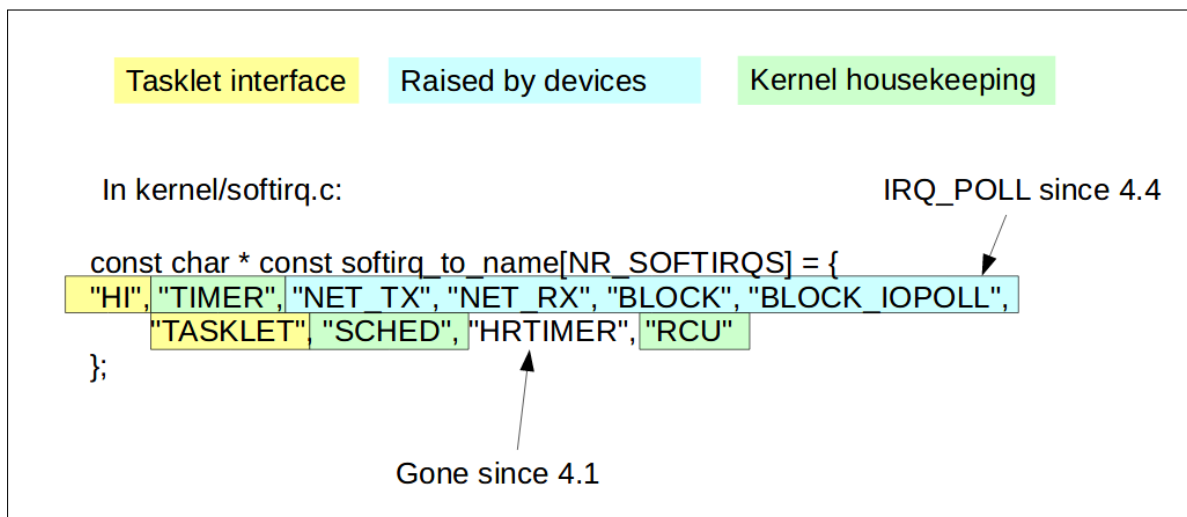 Tasklet interface
Raised by devices
Kernel housekeeping
In kernel/softirq.c:
IRQ_POLL since 4.4
const char * const softirq_to_name[NR_SOFTIRQS] = {
"HI", "TIMER", "NET_TX", "NET_RX", "BLOCK", "BLOCK_IOPOLL",
"TASKLET", "SCHED", "HRTIMER", "RCU"
};
Gone since 4.1